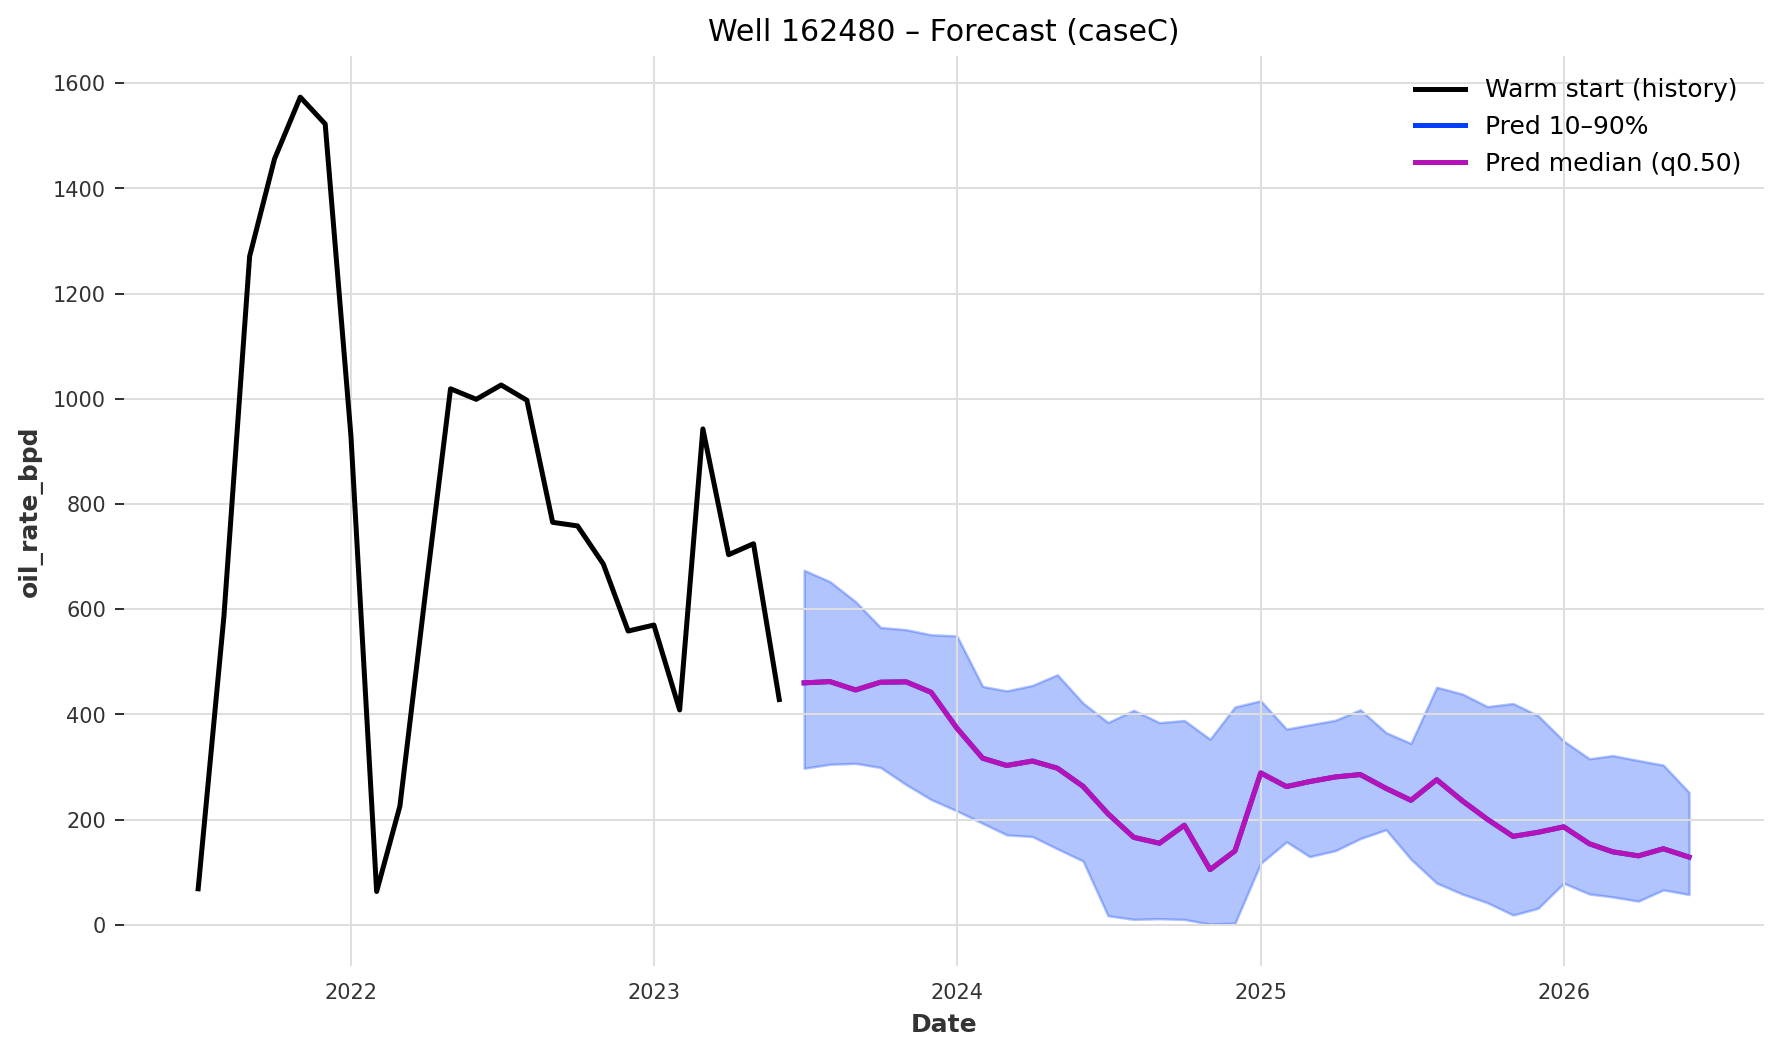 Well 162480 – Forecast (caseC)
Warm start (history)
Pred 10–90%
Pred median (q0.50)
oil_rate_bpd
1600
1400
1200
1000
800
600
400
200
0
2022 2023 2024 2025 2026
Date